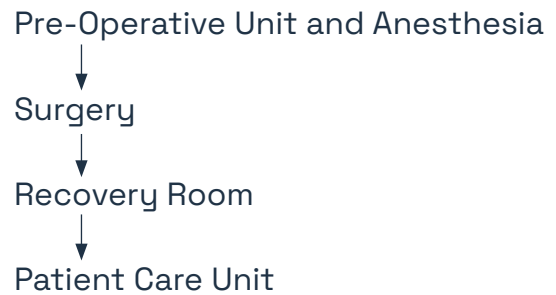 Pre-Operative Unit and Anesthesia
Surgery
Recovery Room
Patient Care Unit